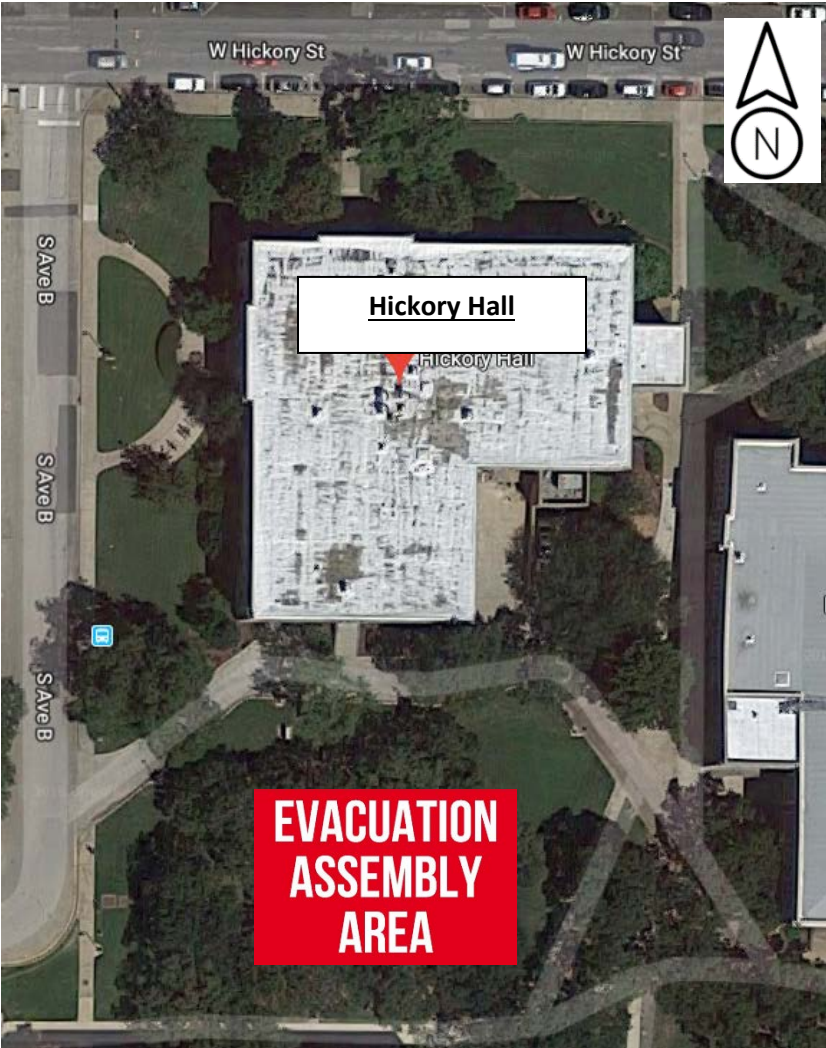 W Hickory St
W Hickory St
N
S Ave B
Hickory Hall
Hickory Hall
S Ave B
S Ave B
EVACUATION
ASSEMBLY
AREA